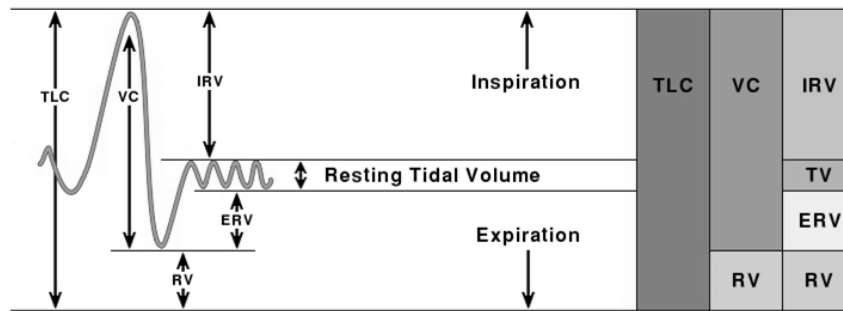 TLC
VC
IRV
Inspiration
TLC
VC
IRV
Resting Tidal Volume
TV
ERV
Expiration
ERV
RV
RV
RV